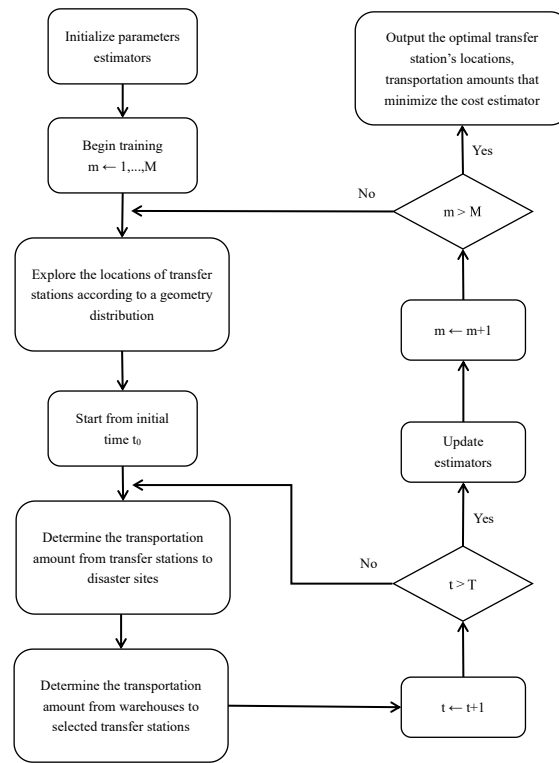 Initialize parameters
estimators
Begin training
m ← 1,...,M
Explore the locations of transfer
stations according to a geometry
distribution
Start from initial
time t₀
Determine the transportation
amount from transfer stations to
disaster sites
Determine the transportation
amount from warehouses to
selected transfer stations
t ← t+1
t > T
No
Yes
Update
estimators
m ← m+1
m > M
No
Yes
Output the optimal transfer
station's locations,
transportation amounts that
minimize the cost estimator